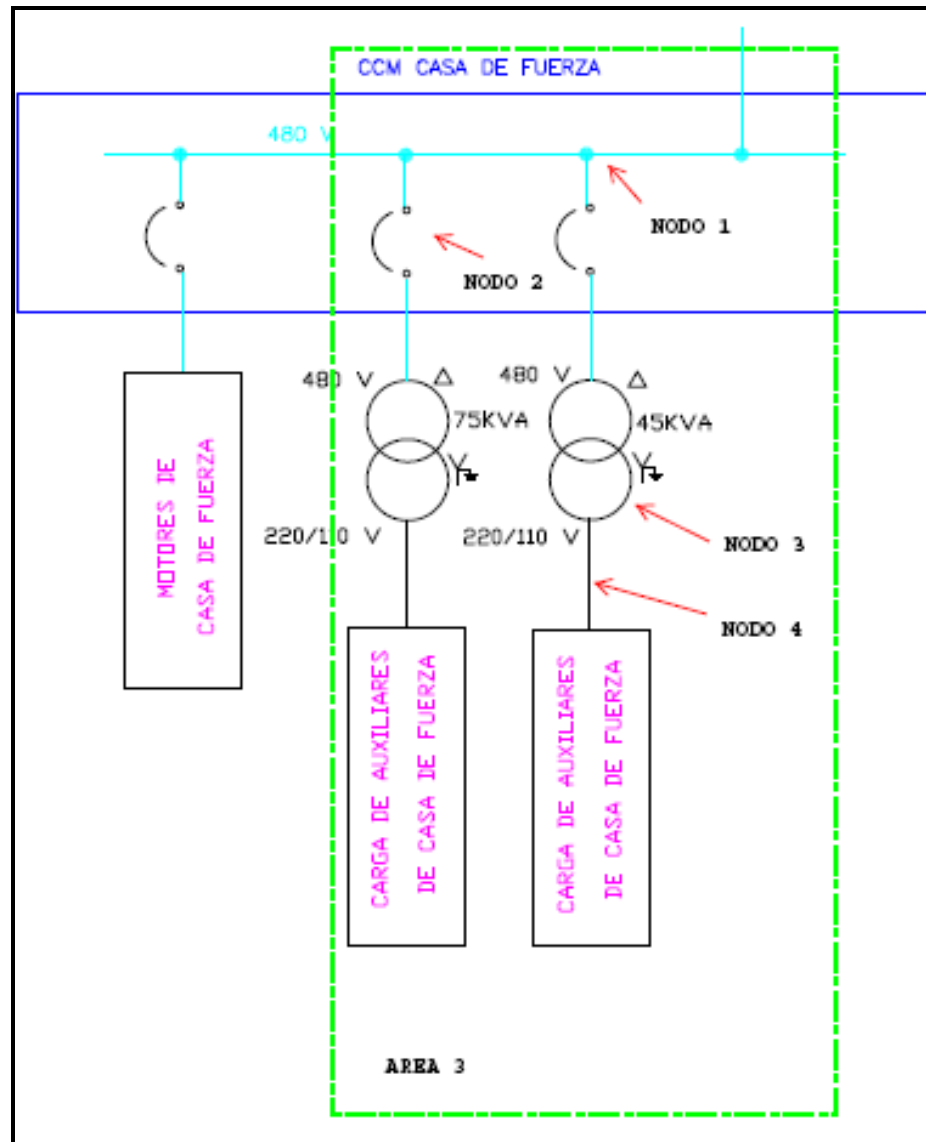 CCM CASA DE FUERZA
480 V
NODO 1
NODO 2
480 V
480 V
75KVA
45KVA
220/110 V
220/110 V
NODO 3
NODO 4
MOTORES DE
CASA DE FUERZA
CARGA DE AUXILIARES
DE CASA DE FUERZA
CARGA DE AUXILIARES
DE CASA DE FUERZA
AREA 3